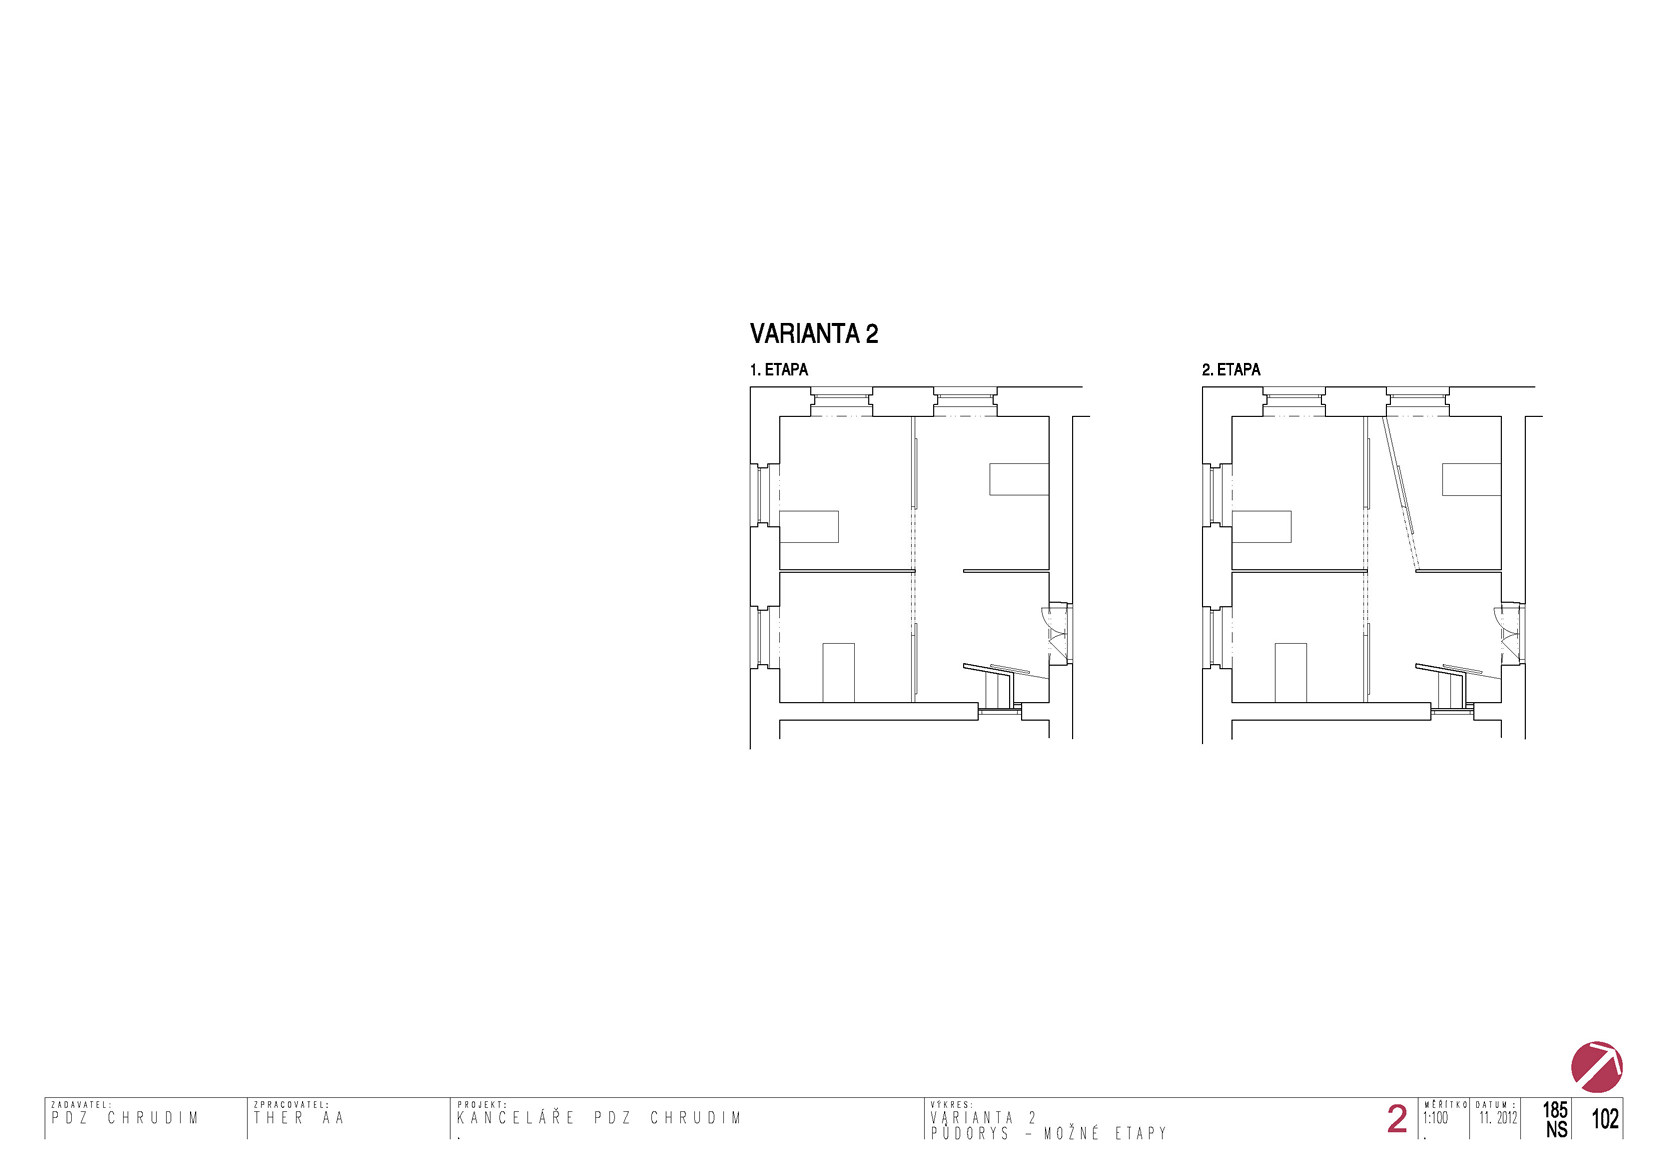 VARIANTA 2
1. ETAPA
2. ETAPA
ZADAVATEL:
PDZ CHRUDIM
ZPRACOVATEL:
THER AA
PROJEKT:
KANCELÁŘE PDZ CHRUDIM
.
VÝKRES:
VARIANTA 2
PŮDORYS - MOŽNÉ ETAPY
2
MĚŘÍTKO
1:100
.
DATUM :
11. 2012
185
NS
102